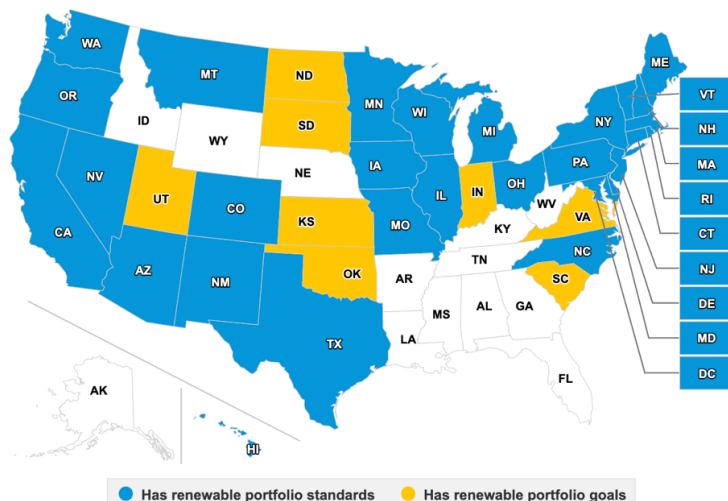 WA
MT
ND
ME
VT
OR
MN
ID
SD
WI
NY
NH
WY
MI
MA
IA
PA
NE
RI
NV
OH
IL
IN
UT
CO
WV
CT
KS
MO
VA
CA
KY
NJ
NC
TN
AZ
OK
NM
AR
SC
DE
MS
AL
GA
MD
TX
LA
DC
FL
AK
HI
Has renewable portfolio standards
Has renewable portfolio goals